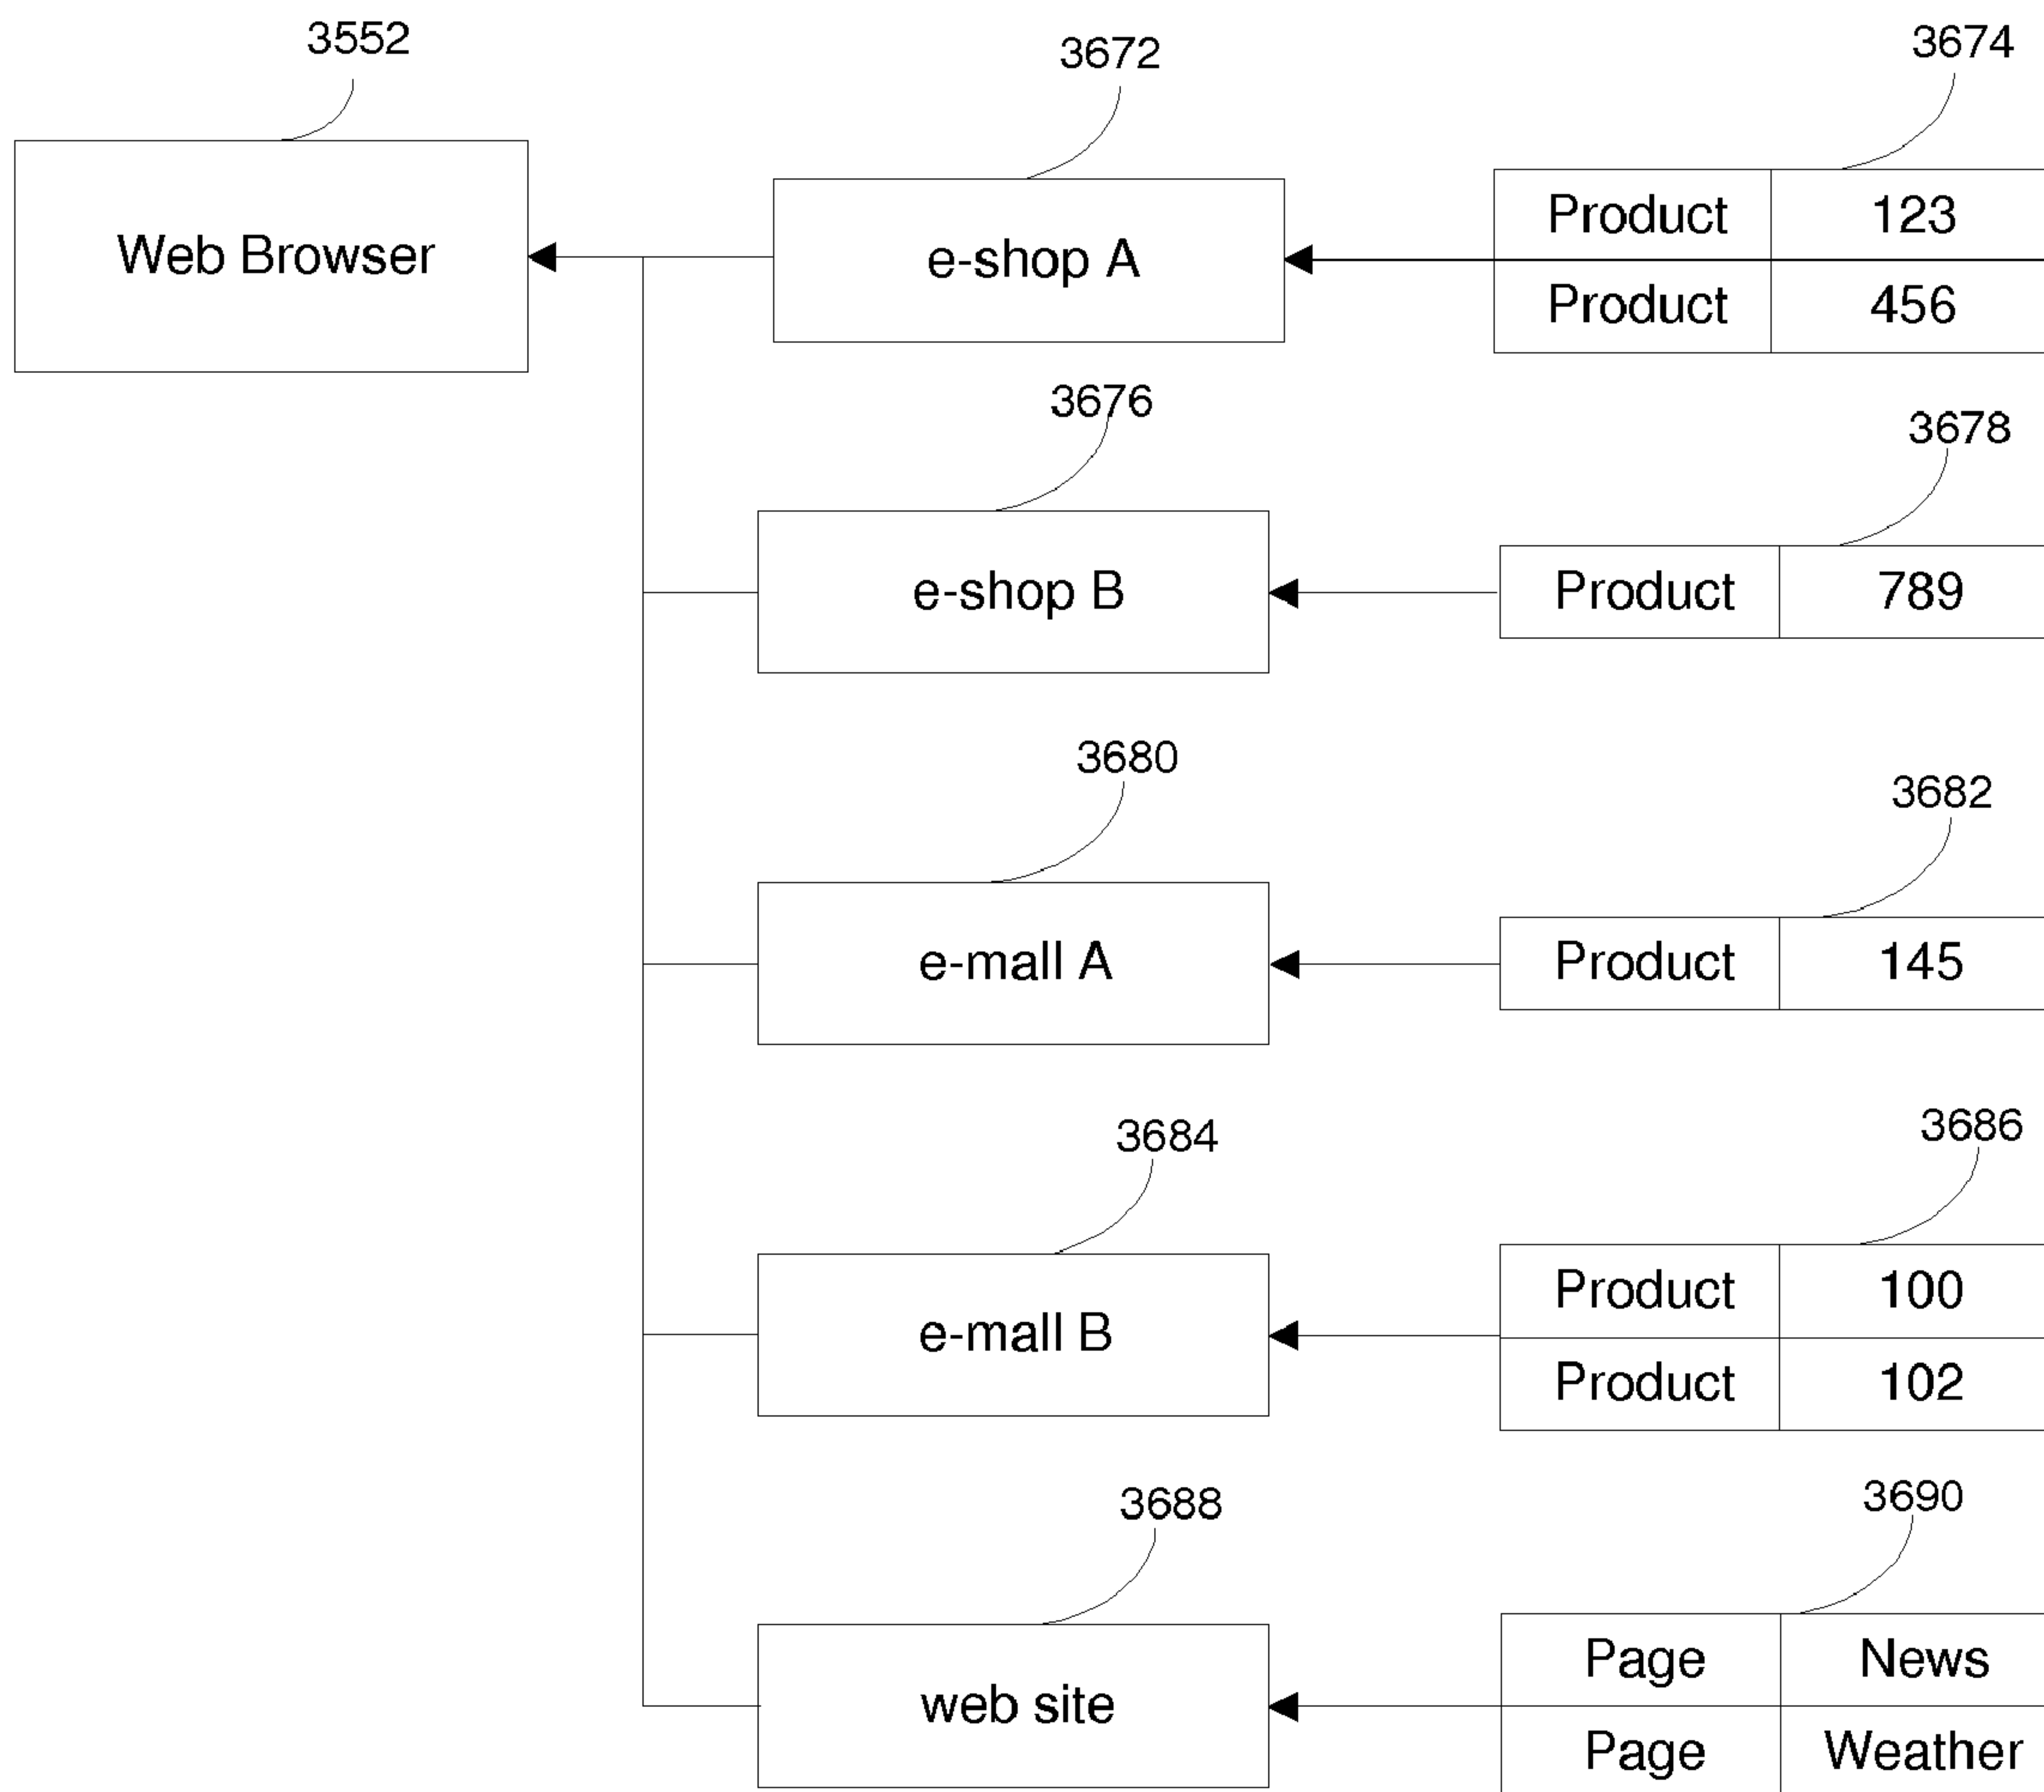 3552
3672
3674
Web Browser
e-shop A
Product 123
Product 456
3676
3678
e-shop B
Product 789
3680
3682
e-mall A
Product 145
3684
3686
e-mall B
Product 100
Product 102
3688
3690
web site
Page News
Page Weather